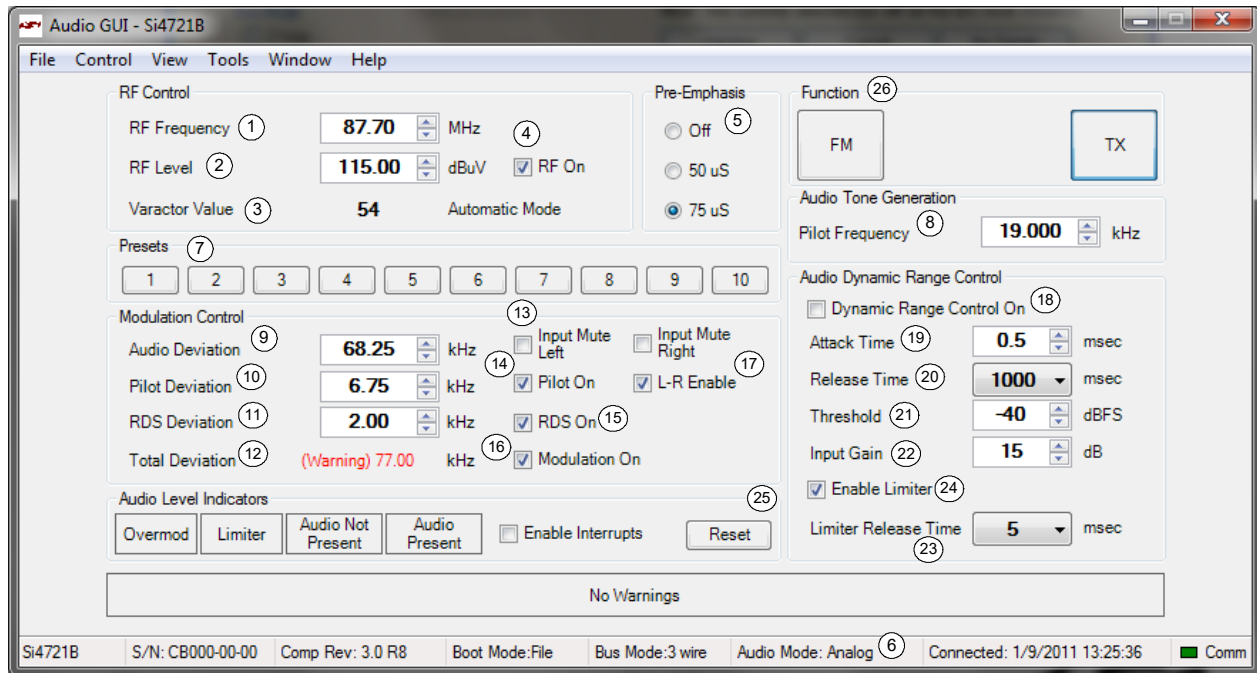 Audio GUI - Si4721B
File Control View Tools Window Help
RF Control
RF Frequency 1 87.70 MHz 4
RF Level 2 115.00 dBuV RF On
Varactor Value 3 54 Automatic Mode
Pre-Emphasis
Off 5
50 uS
75 uS
Function 26
FM TX
Audio Tone Generation
Pilot Frequency 8 19.000 kHz
Presets 7
1 2 3 4 5 6 7 8 9 10
Modulation Control 13
Audio Deviation 9 68.25 kHz Input Mute Left Input Mute Right
Pilot Deviation 10 6.75 kHz 14 Pilot On L-R Enable 17
RDS Deviation 11 2.00 kHz RDS On 15
Total Deviation 12 (Warning) 77.00 kHz 16 Modulation On
Audio Dynamic Range Control
Dynamic Range Control On 18
Attack Time 19 0.5 msec
Release Time 20 1000 msec
Threshold 21 -40 dBFS
Input Gain 22 15 dB
Enable Limiter 24
Limiter Release Time 23 5 msec
Audio Level Indicators 25
Overmod Limiter Audio Not Present Audio Present Enable Interrupts Reset
No Warnings
Si4721B S/N: CB000-00-00 Comp Rev: 3.0 R8 Boot Mode:File Bus Mode:3 wire Audio Mode: Analog 6 Connected: 1/9/2011 13:25:36 Comm